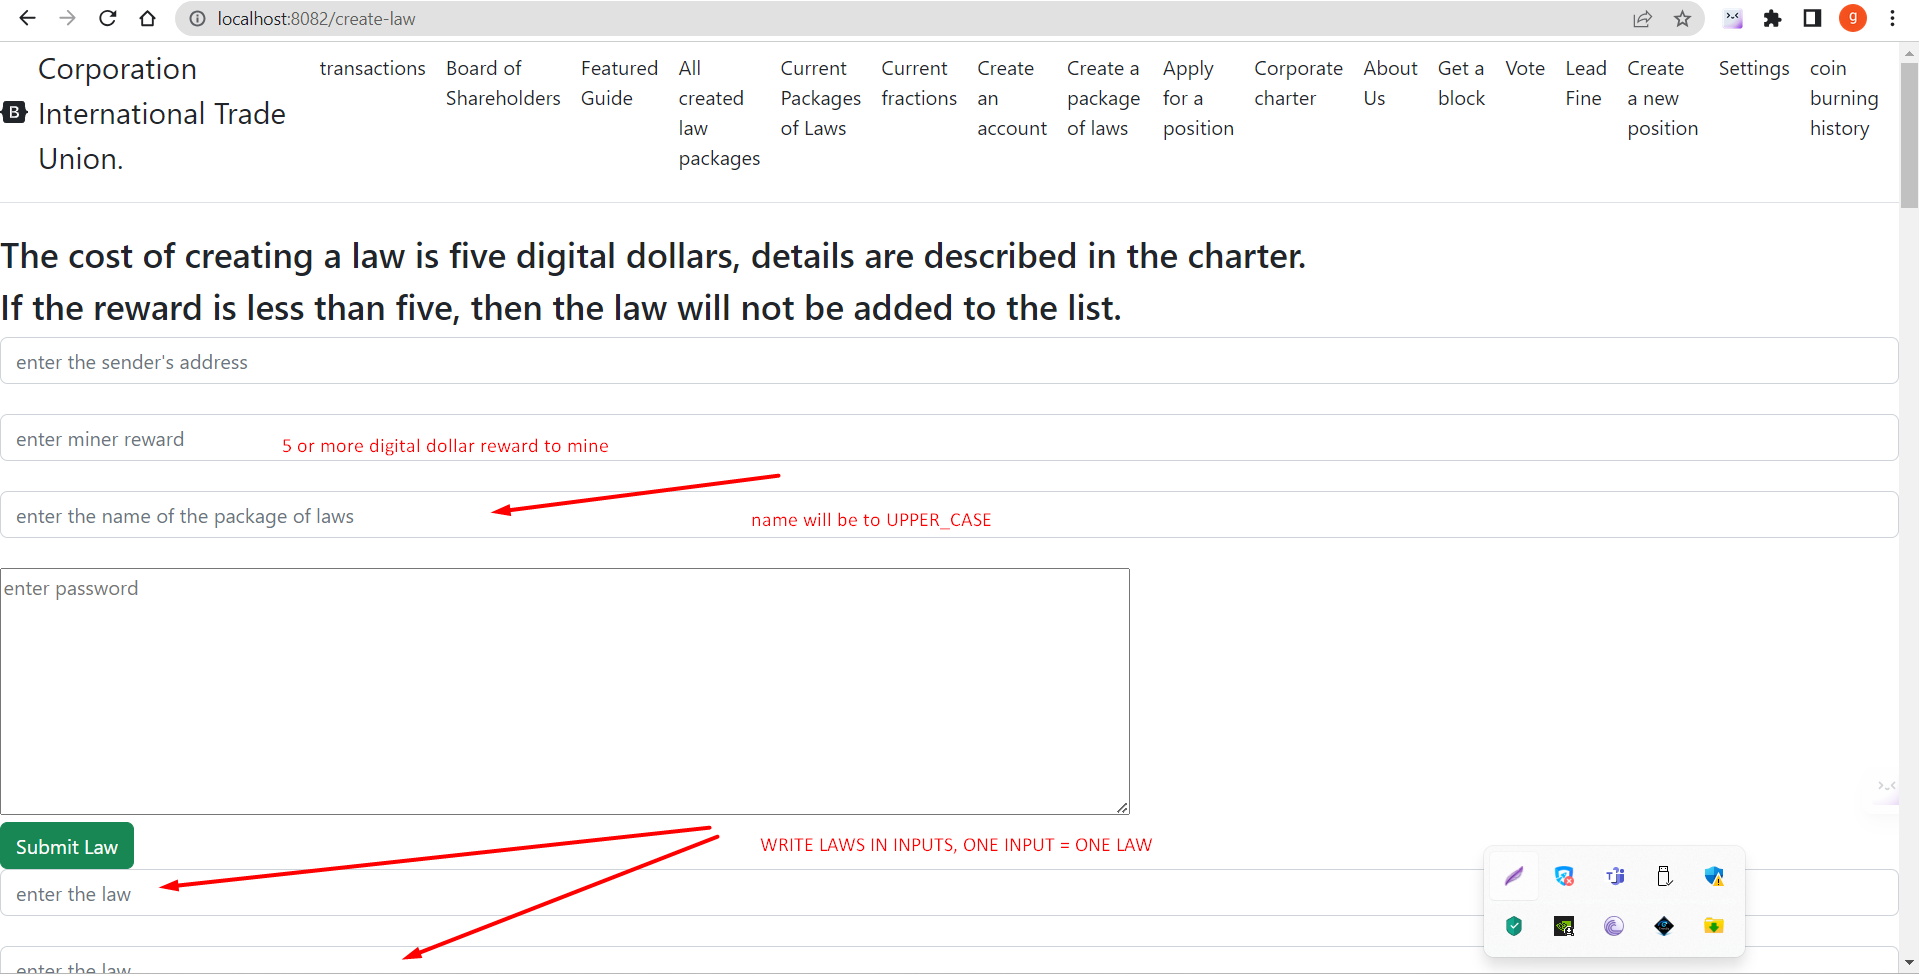 localhost:8082/create-law
g
B
Corporation
International Trade
Union.
transactions
Board of
Shareholders
Featured
Guide
All
created
law
packages
Current
Packages
of Laws
Current
fractions
Create
an
account
Create a
package
of laws
Apply
for a
position
Corporate
charter
About
Us
Get a
block
Vote
Lead
Fine
Create
a new
position
Settings
coin
burning
history
The cost of creating a law is five digital dollars, details are described in the charter.
If the reward is less than five, then the law will not be added to the list.
enter the sender's address
enter miner reward
5 or more digital dollar reward to mine
enter the name of the package of laws
name will be to UPPER_CASE
enter password
Submit Law
WRITE LAWS IN INPUTS, ONE INPUT = ONE LAW
enter the law
enter the law